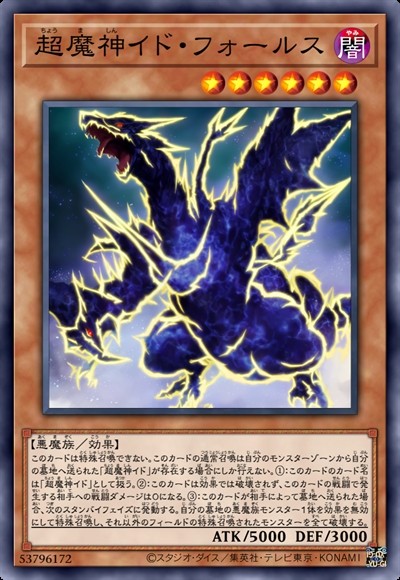 超魔神イド・フォールス
闇
【悪魔族／効果】
このカードは特殊召喚できない。このカードの通常召喚は自分のモンスターゾーンから自分
の墓地へ送られた「超魔神イド」が存在する場合にしか行えない。①：このカードのカード名
は「超魔神イド」として扱う。②：このカードは効果では破壊されず、このカードの戦闘で発
生する相手への戦闘ダメージは０になる。③：このカードが相手によって墓地へ送られた場
合、次のスタンバイフェイズに発動する。自分の墓地の悪魔族モンスター１体を効果を無効
にして特殊召喚し、それ以外のフィールドの特殊召喚されたモンスターを全て破壊する。
ATK/5000 DEF/3000
53796172
©スタジオ・ダイス／集英社・テレビ東京・KONAMI